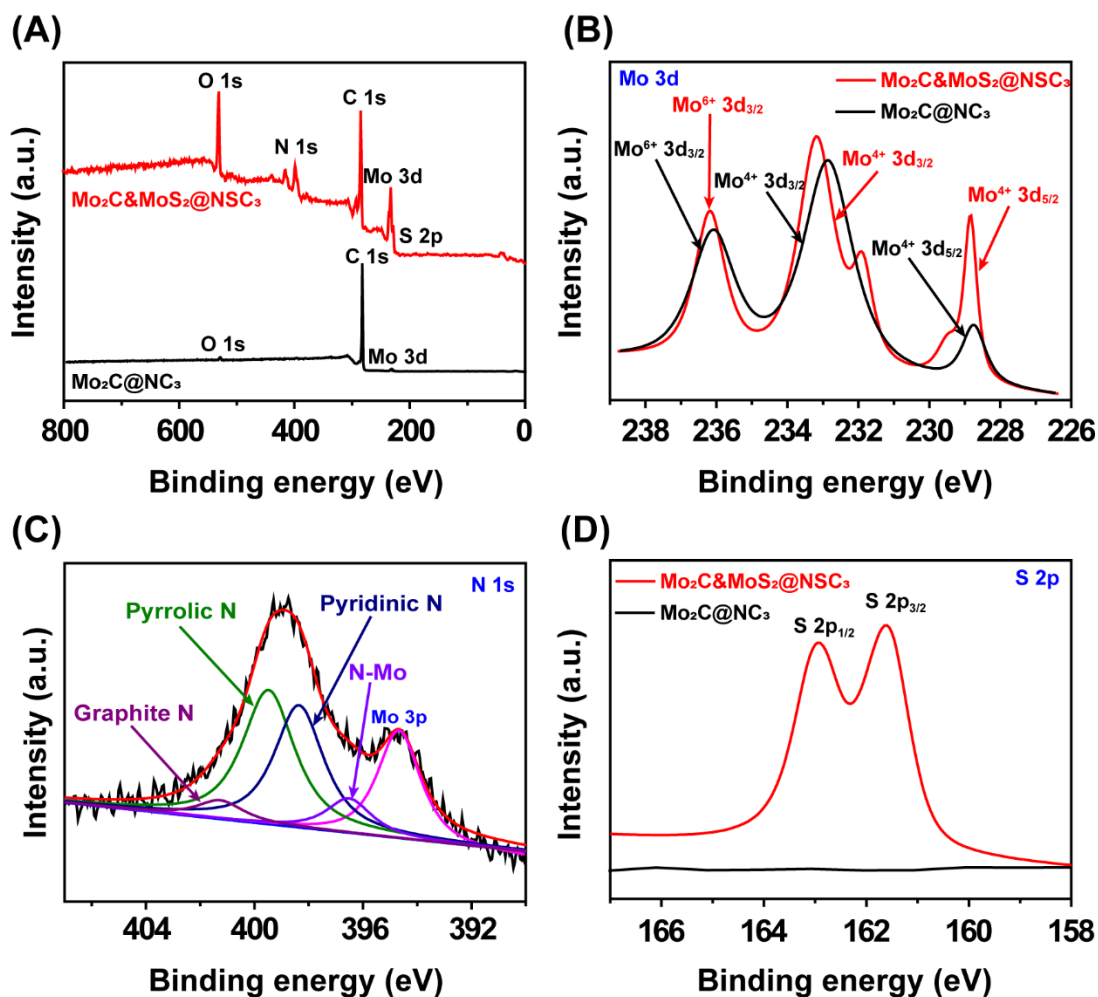 (A)
O 1s
C 1s
N 1s
Mo 3d
Mo₂C&MoS₂@NSC₃
S 2p
C 1s
O 1s
Mo 3d
Mo₂C@NC₃
800 600 400 200 0
Binding energy (eV)
Intensity (a.u.)
(B)
Mo 3d
Mo₂C&MoS₂@NSC₃
Mo₂C@NC₃
Mo⁶⁺ 3d₃/₂
Mo⁶⁺ 3d₃/₂
Mo⁴⁺ 3d₃/₂
Mo⁴⁺ 3d₃/₂
Mo⁴⁺ 3d₅/₂
Mo⁴⁺ 3d₅/₂
238 236 234 232 230 228 226
Binding energy (eV)
Intensity (a.u.)
(C)
N 1s
Pyrrolic N
Pyridinic N
N-Mo
Graphite N
Mo 3p
404 400 396 392
Binding energy (eV)
Intensity (a.u.)
(D)
Mo₂C&MoS₂@NSC₃
S 2p
Mo₂C@NC₃
S 2p₃/₂
S 2p₁/₂
166 164 162 160 158
Binding energy (eV)
Intensity (a.u.)